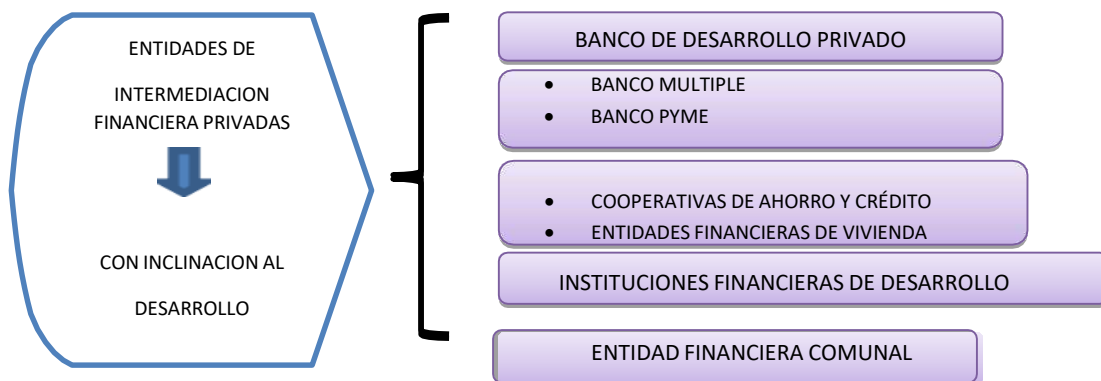 ENTIDADES DE
INTERMEDIACION
FINANCIERA PRIVADAS
CON INCLINACION AL
DESARROLLO
BANCO DE DESARROLLO PRIVADO
• BANCO MULTIPLE
• BANCO PYME
• COOPERATIVAS DE AHORRO Y CRÉDITO
• ENTIDADES FINANCIERAS DE VIVIENDA
INSTITUCIONES FINANCIERAS DE DESARROLLO
ENTIDAD FINANCIERA COMUNAL